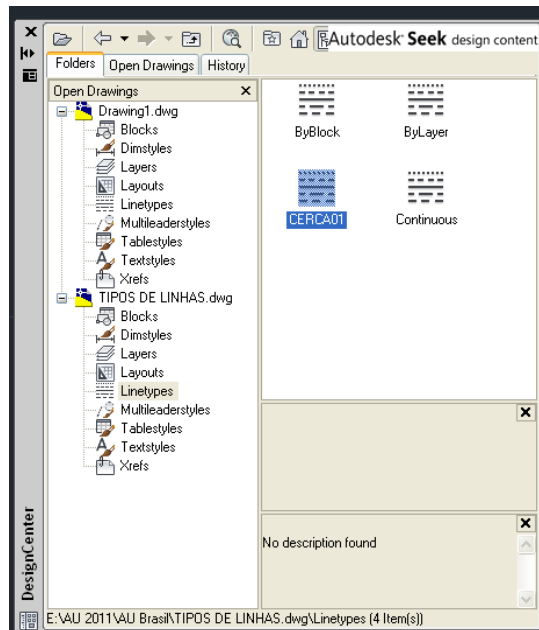 Autodesk Seek design content
Folders
Open Drawings
History
Open Drawings
Drawing1.dwg
Blocks
Dimstyles
Layers
Layouts
Linetypes
Multileaderstyles
Tablestyles
Textstyles
Xrefs
TIPOS DE LINHAS.dwg
Blocks
Dimstyles
Layers
Layouts
Linetypes
Multileaderstyles
Tablestyles
Textstyles
Xrefs
ByBlock
ByLayer
CERCA01
Continuous
No description found
DesignCenter
E:\AU 2011\AU Brasil\TIPOS DE LINHAS.dwg\Linetypes (4 Item(s))